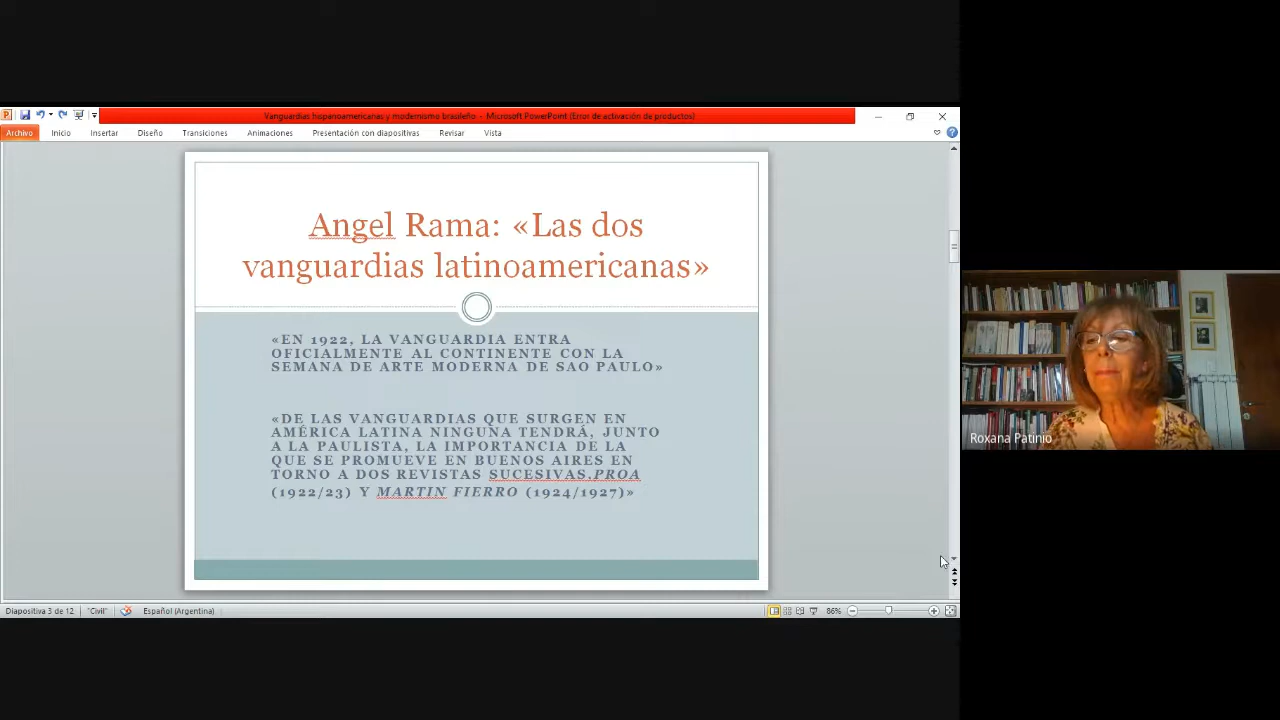 Vanguardias hispanoamericanas y modernismo brasileño - Microsoft PowerPoint (Error de activación de productos)
Archivo Inicio Insertar Diseño Transiciones Animaciones Presentación con diapositivas Revisar Vista
Angel Rama: «Las dos
vanguardias latinoamericanas»
«EN 1922, LA VANGUARDIA ENTRA
OFICIALMENTE AL CONTINENTE CON LA
SEMANA DE ARTE MODERNA DE SAO PAULO»
«DE LAS VANGUARDIAS QUE SURGEN EN
AMÉRICA LATINA NINGUNA TENDRÁ, JUNTO
A LA PAULISTA, LA IMPORTANCIA DE LA
QUE SE PROMUEVE EN BUENOS AIRES EN
TORNO A DOS REVISTAS SUCESIVAS.PROA
(1922/23) Y MARTIN FIERRO (1924/1927)»
Roxana Patinio
Diapositiva 3 de 12 "Civil" Español (Argentina) 86%